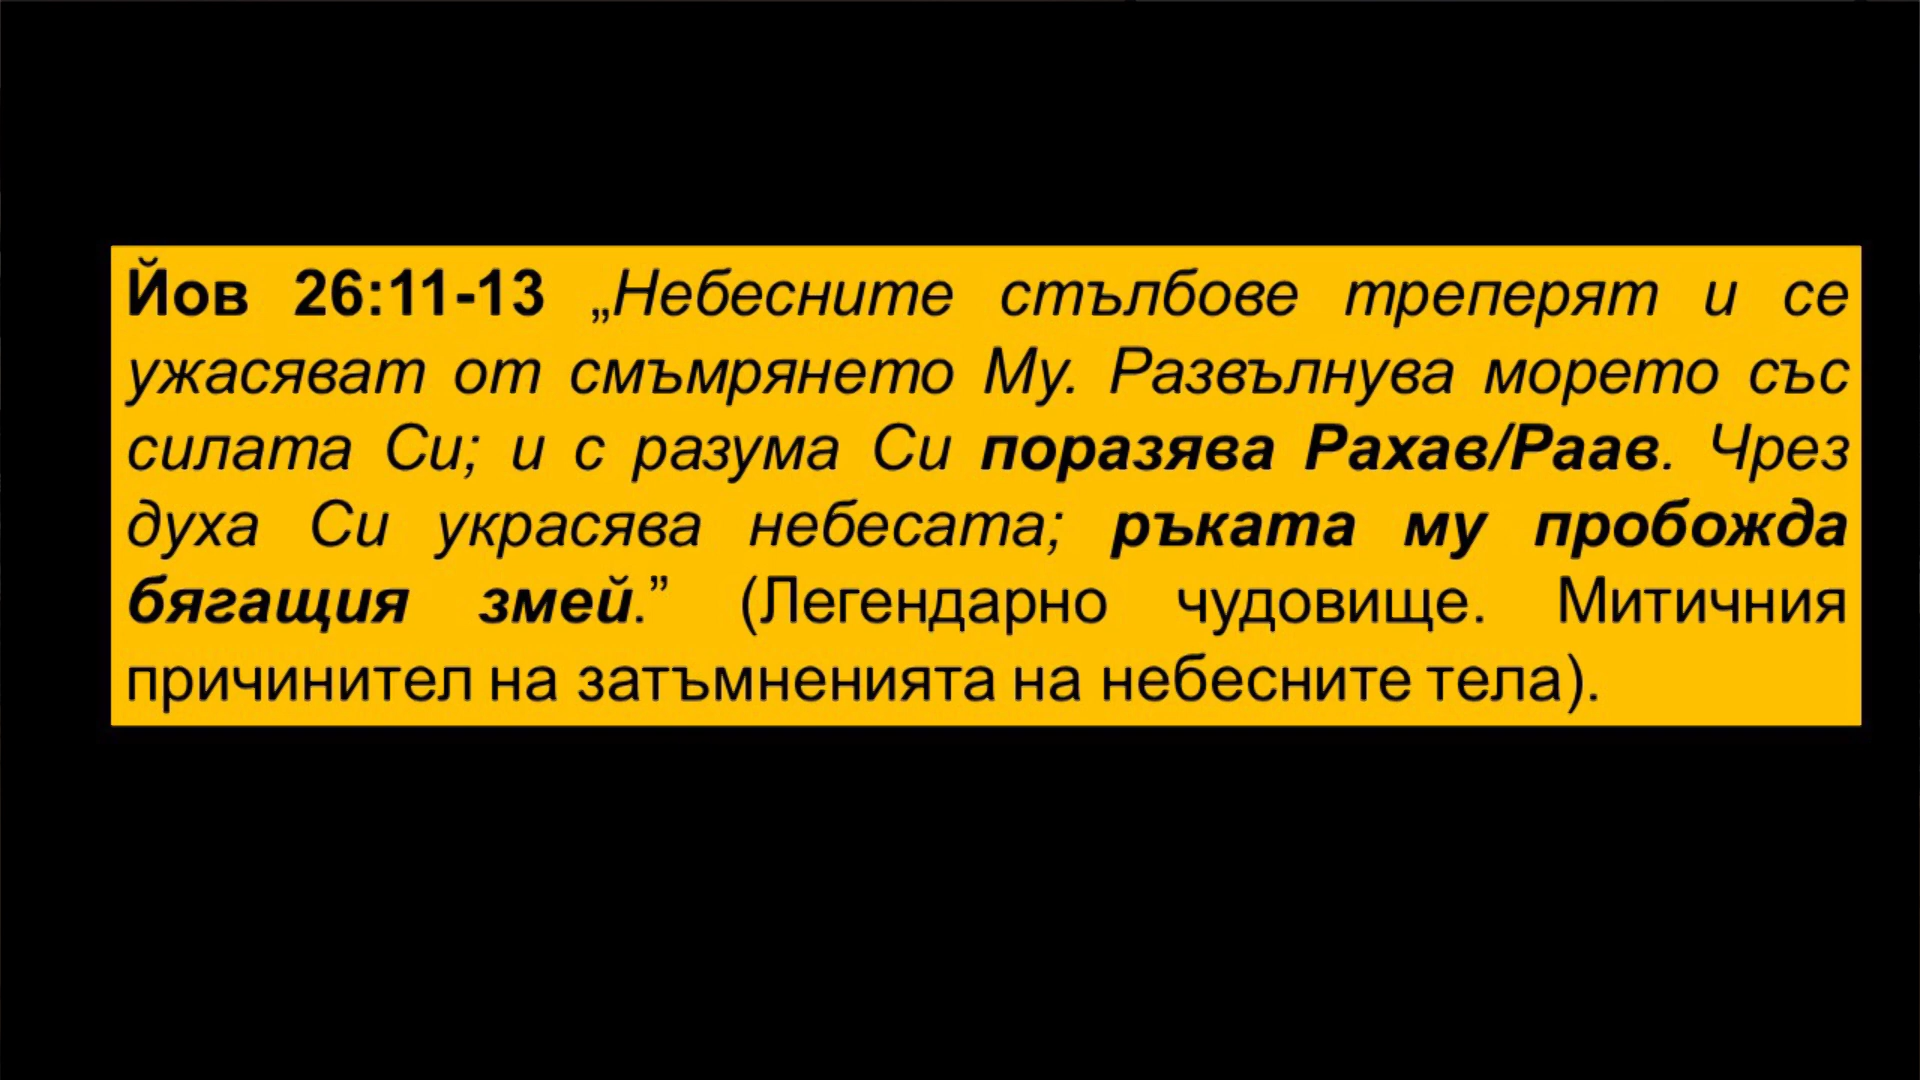 Йов 26:11-13 „Небесните стълбове треперят и се
ужасяват от смъмрянето Му. Развълнува морето със
силата Си; и с разума Си поразява Рахав/Раав. Чрез
духа Си украсява небесата; ръката му пробожда
бягащия змей.” (Легендарно чудовище. Митичния
причинител на затъмненията на небесните тела).